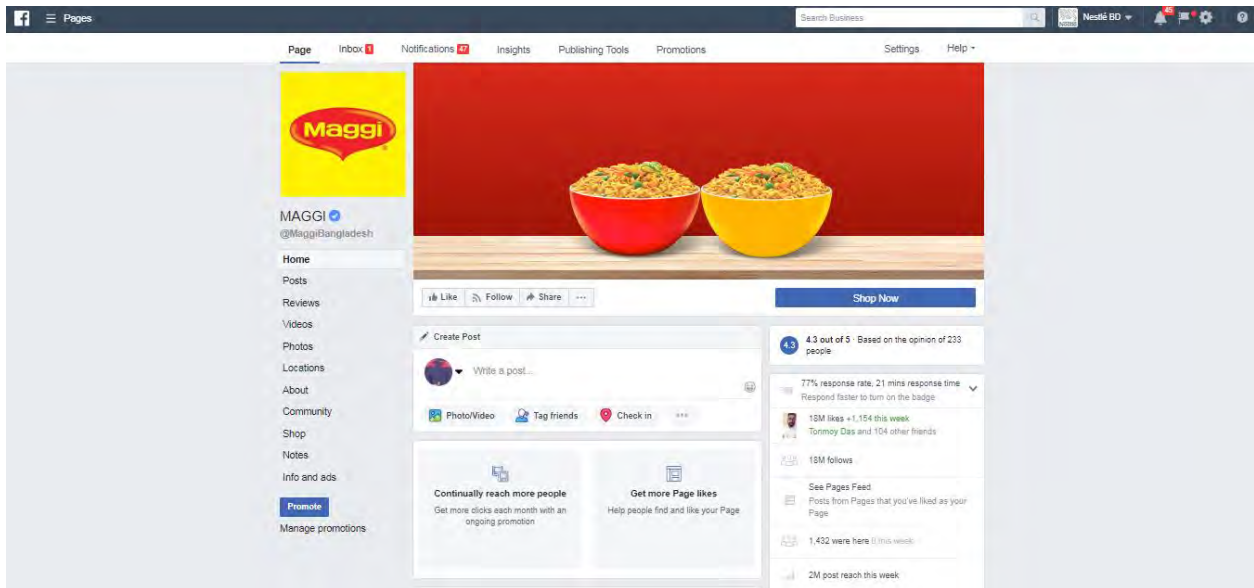 Pages
Search Business
Nestlé BD
45
Page
Inbox 1
Notifications 47
Insights
Publishing Tools
Promotions
Settings
Help
Maggi
MAGGI
@MaggiBangladesh
Home
Posts
Reviews
Videos
Photos
Locations
About
Community
Shop
Notes
Info and ads
Promote
Manage promotions
Like
Follow
Share
Shop Now
Create Post
Write a post...
Photo/Video
Tag friends
Check in
Continually reach more people
Get more clicks each month with an
ongoing promotion
Get more Page likes
Help people find and like your Page
4.3
4.3 out of 5 · Based on the opinion of 233
people
77% response rate, 21 mins response time
Respond faster to turn on the badge
18M likes +1,154 this week
Tonmoy Das and 104 other friends
18M follows
See Pages Feed
Posts from Pages that you've liked as your
Page
1,432 were here 0 this week
2M post reach this week